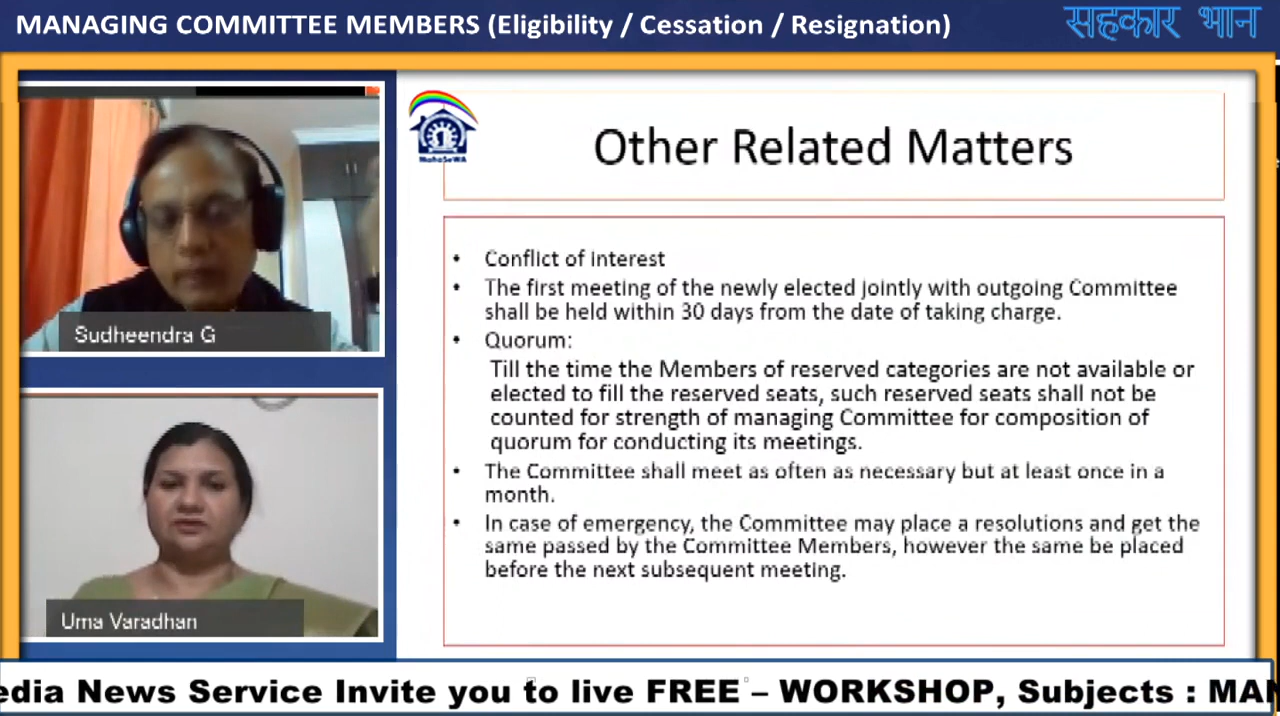 MANAGING COMMITTEE MEMBERS (Eligibility / Cessation / Resignation)
सहकार भान
MahaSeWA
Other Related Matters
• Conflict of interest
• The first meeting of the newly elected jointly with outgoing Committee
shall be held within 30 days from the date of taking charge.
• Quorum:
Till the time the Members of reserved categories are not available or
elected to fill the reserved seats, such reserved seats shall not be
counted for strength of managing Committee for composition of
quorum for conducting its meetings.
• The Committee shall meet as often as necessary but at least once in a
month.
• In case of emergency, the Committee may place a resolutions and get the
same passed by the Committee Members, however the same be placed
before the next subsequent meeting.
Sudheendra G
Uma Varadhan
edia News Service Invite you to live FREE – WORKSHOP, Subjects : MAN